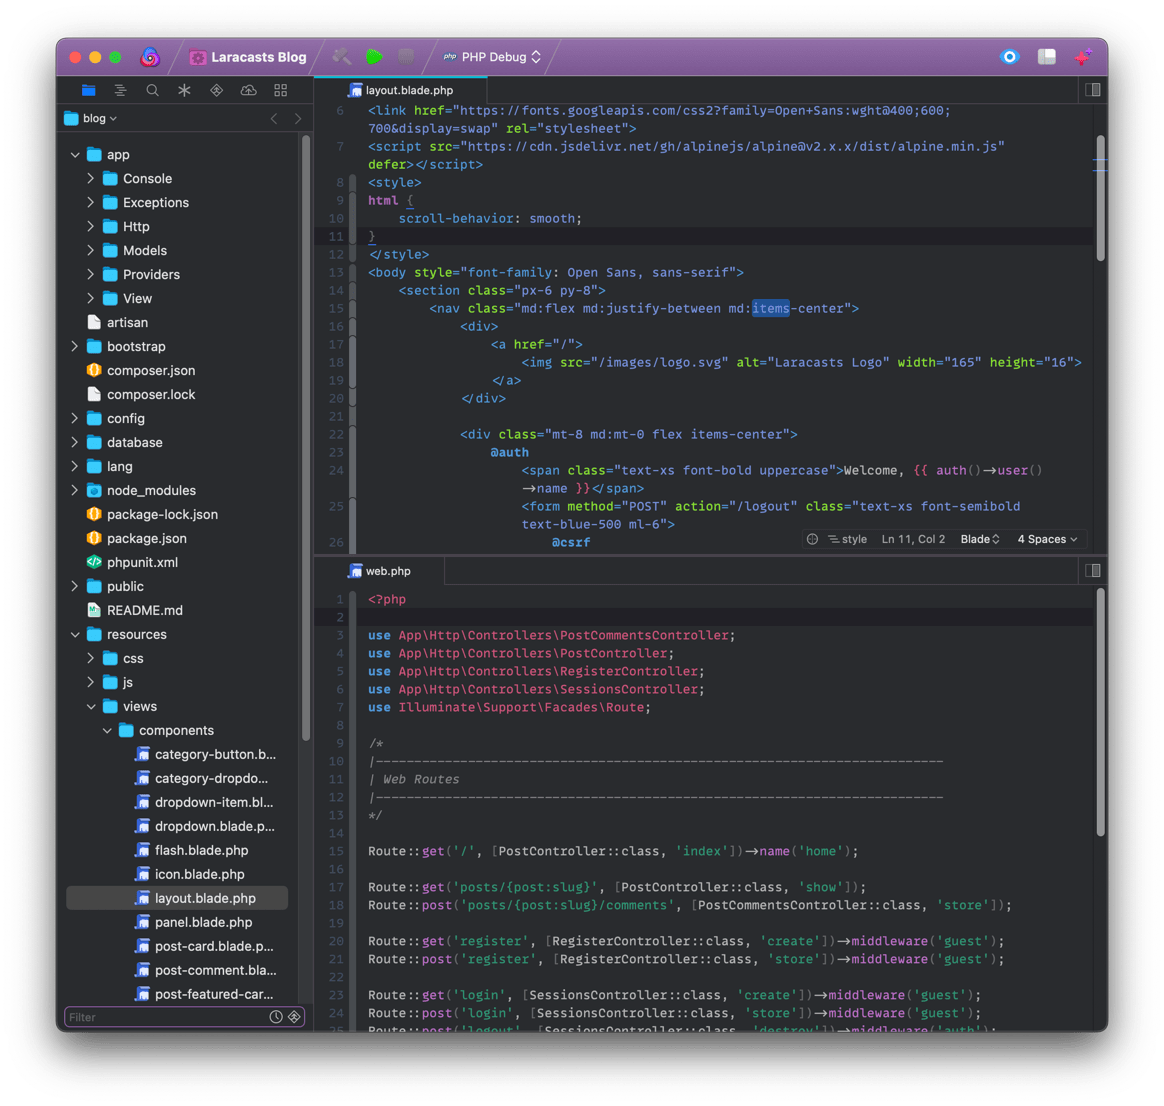 Laracasts Blog
php PHP Debug
blog
app
Console
Exceptions
Http
Models
Providers
View
artisan
bootstrap
composer.json
composer.lock
config
database
lang
node_modules
package-lock.json
package.json
phpunit.xml
public
README.md
resources
css
js
views
components
category-button.b...
category-dropdo...
dropdown-item.bl...
dropdown.blade.p...
flash.blade.php
icon.blade.php
layout.blade.php
panel.blade.php
post-card.blade.p...
post-comment.bla...
post-featured-car...
Filter
layout.blade.php
6 <link href="https://fonts.googleapis.com/css2?family=Open+Sans:wght@400;600;
700&display=swap" rel="stylesheet">
7 <script src="https://cdn.jsdelivr.net/gh/alpinejs/alpine@v2.x.x/dist/alpine.min.js"
defer></script>
8 <style>
9 html {
10 scroll-behavior: smooth;
11 }
12 </style>
13 <body style="font-family: Open Sans, sans-serif">
14 <section class="px-6 py-8">
15 <nav class="md:flex md:justify-between md:items-center">
16 <div>
17 <a href="/">
18 <img src="/images/logo.svg" alt="Laracasts Logo" width="165" height="16">
19 </a>
20 </div>
21
22 <div class="mt-8 md:mt-0 flex items-center">
23 @auth
24 <span class="text-xs font-bold uppercase">Welcome, {{ auth()->user()
->name }}</span>
25 <form method="POST" action="/logout" class="text-xs font-semibold
text-blue-500 ml-6">
26 @csrf
style Ln 11, Col 2 Blade 4 Spaces
web.php
1 <?php
2
3 use App\Http\Controllers\PostCommentsController;
4 use App\Http\Controllers\PostController;
5 use App\Http\Controllers\RegisterController;
6 use App\Http\Controllers\SessionsController;
7 use Illuminate\Support\Facades\Route;
8
9 /*
10 |--------------------------------------------------------------------------
11 | Web Routes
12 |--------------------------------------------------------------------------
13 */
14
15 Route::get('/', [PostController::class, 'index'])->name('home');
16
17 Route::get('posts/{post:slug}', [PostController::class, 'show']);
18 Route::post('posts/{post:slug}/comments', [PostCommentsController::class, 'store']);
19
20 Route::get('register', [RegisterController::class, 'create'])->middleware('guest');
21 Route::post('register', [RegisterController::class, 'store'])->middleware('guest');
22
23 Route::get('login', [SessionsController::class, 'create'])->middleware('guest');
24 Route::post('login', [SessionsController::class, 'store'])->middleware('guest');
25 Route::post('logout', [SessionsController::class, 'destroy'])->middleware('auth');